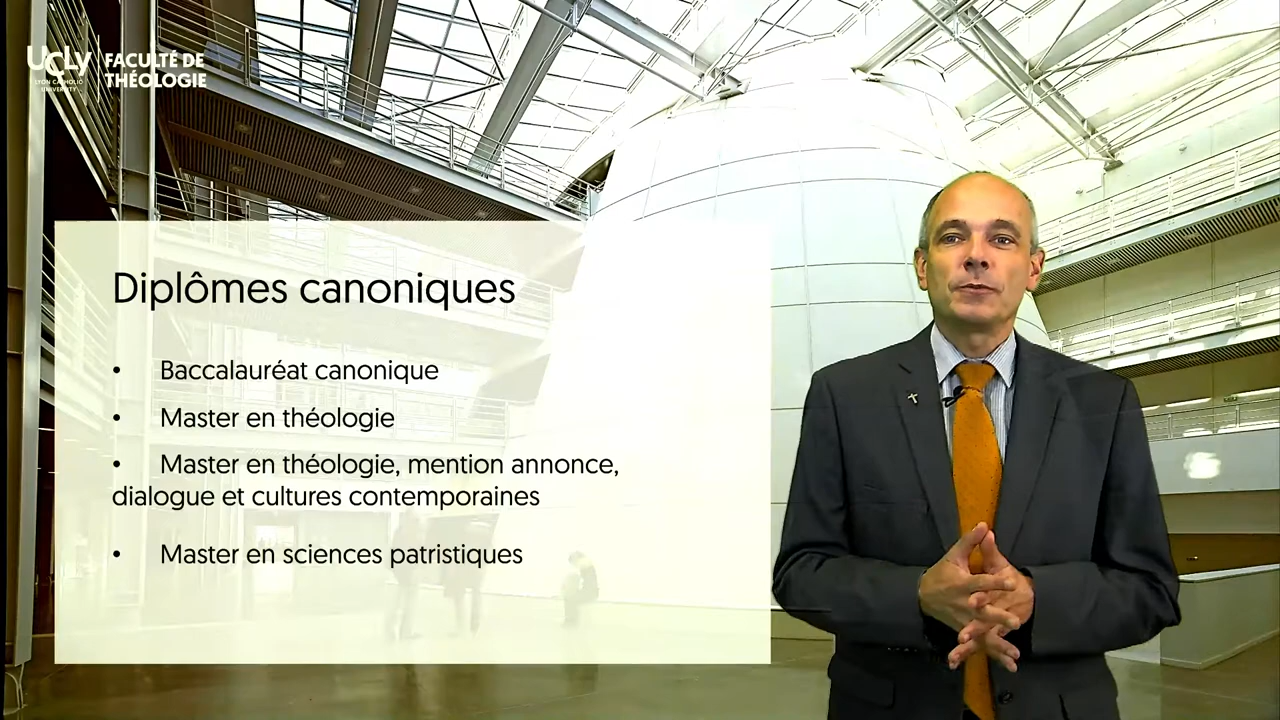 UCLY
LYON CATHOLIC
UNIVERSITY
FACULTÉ DE
THÉOLOGIE
Diplômes canoniques
• Baccalauréat canonique
• Master en théologie
• Master en théologie, mention annonce,
dialogue et cultures contemporaines
• Master en sciences patristiques